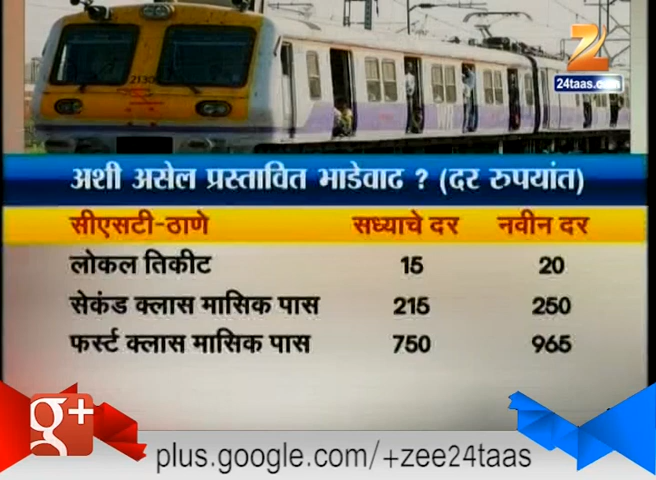 2130
24taas.com
अशी असेल प्रस्तावित भाडेवाढ ? (दर रुपयांत)
सीएसटी-ठाणे सध्याचे दर नवीन दर
लोकल तिकीट 15 20
सेकंड क्लास मासिक पास 215 250
फर्स्ट क्लास मासिक पास 750 965
g+
plus.google.com/+zee24taas